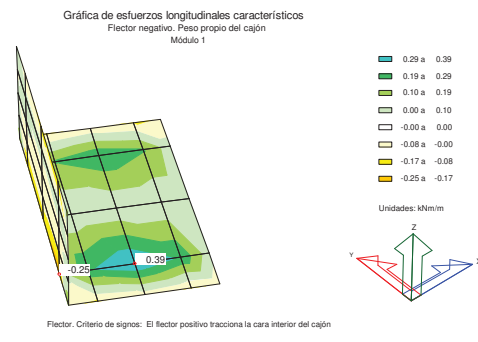 Gráfica de esfuerzos longitudinales característicos
Flector negativo. Peso propio del cajón
Módulo 1
0.29 a 0.39
0.19 a 0.29
0.10 a 0.19
0.00 a 0.10
-0.00 a 0.00
-0.08 a -0.00
-0.17 a -0.08
-0.25 a -0.17
Unidades: kNm/m
Z
Y
X
-0.25
0.39
Flector. Criterio de signos: El flector positivo tracciona la cara interior del cajón